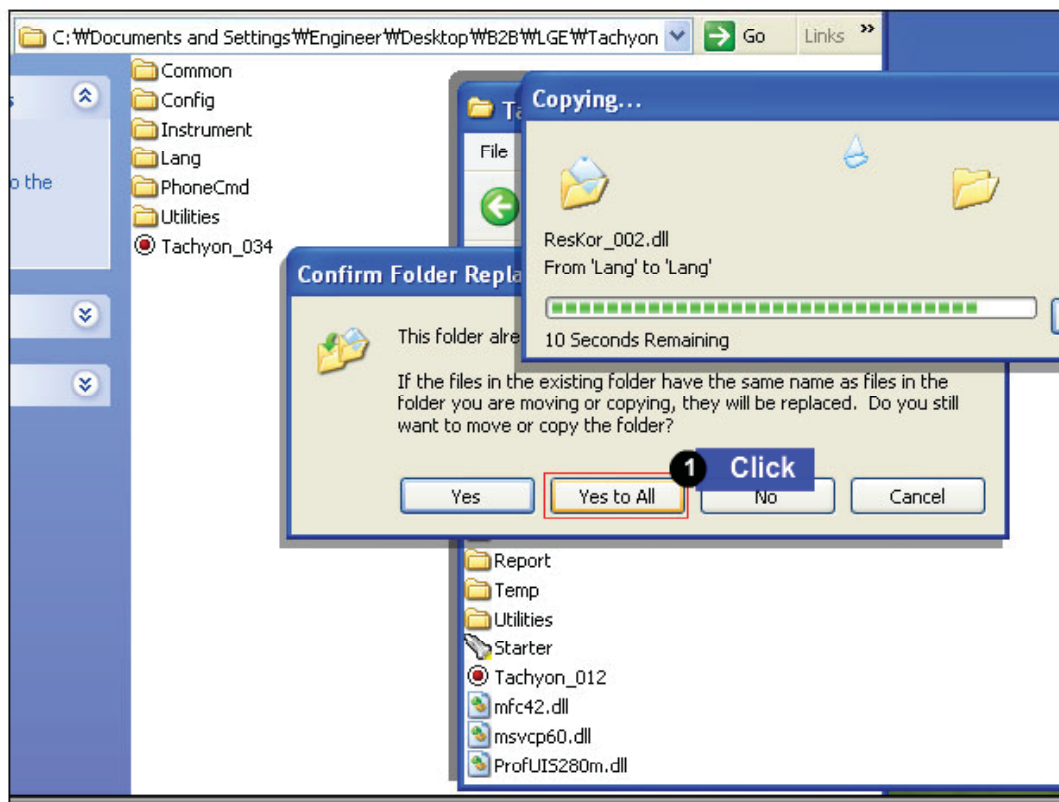 C:₩Documents and Settings₩Engineer₩Desktop₩B2B₩LGE₩Tachyon
Go
Links
»
Common
Config
Instrument
Lang
PhoneCmd
Utilities
Tachyon_034
o the
File
Copying...
ResKor_002.dll
From 'Lang' to 'Lang'
10 Seconds Remaining
Confirm Folder Repla
This folder alre
If the files in the existing folder have the same name as files in the
folder you are moving or copying, they will be replaced. Do you still
want to move or copy the folder?
1 Click
Yes
Yes to All
No
Cancel
Report
Temp
Utilities
Starter
Tachyon_012
mfc42.dll
msvcp60.dll
ProfUIS280m.dll